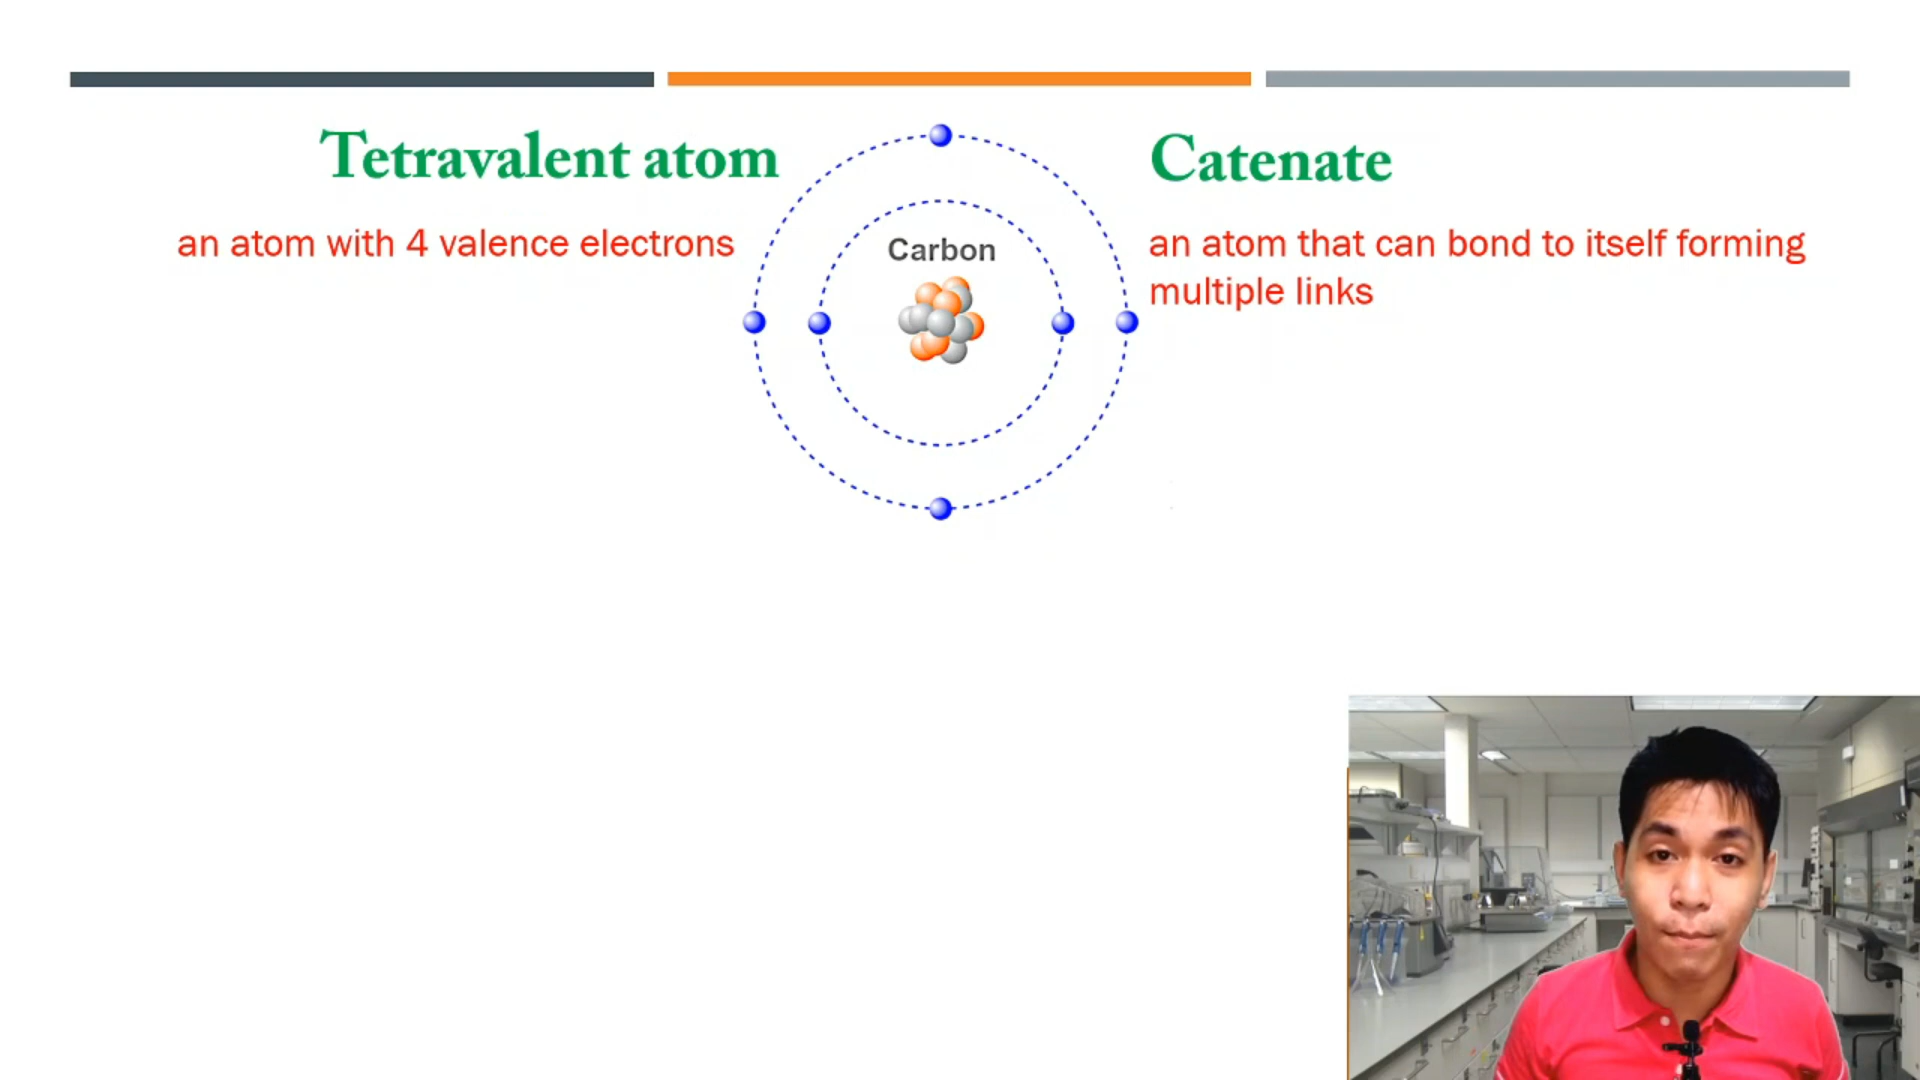 Tetravalent atom
an atom with 4 valence electrons
Carbon
Catenate
an atom that can bond to itself forming
multiple links